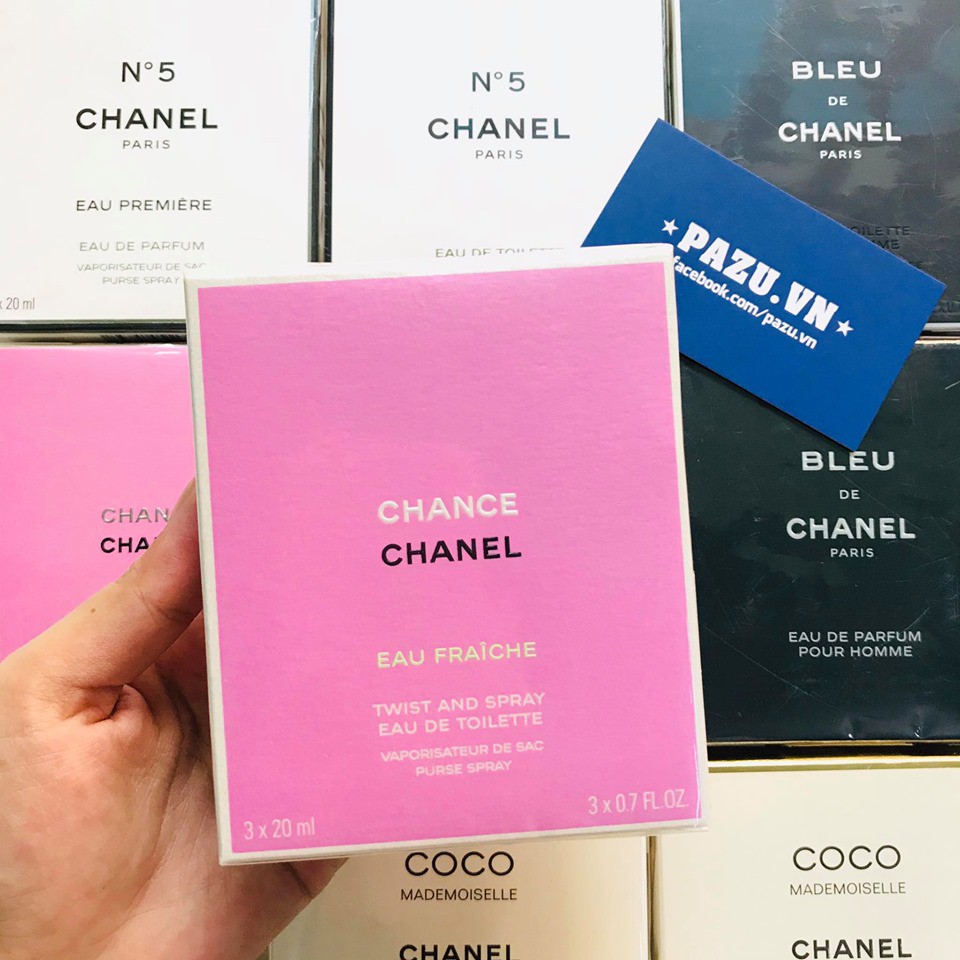 N°5
CHANEL
PARIS
EAU PREMIÈRE
EAU DE PARFUM
VAPORISATEUR DE SAC
PURSE SPRAY
x 20 ml
N°5
CHANEL
PARIS
EAU DE TOILETTE
BLEU
DE
CHANEL
PARIS
★PAZU.VN★
facebook.com/pazu.vn
CHAN
CHA
CHANCE
CHANEL
EAU FRAÎCHE
TWIST AND SPRAY
EAU DE TOILETTE
VAPORISATEUR DE SAC
PURSE SPRAY
3 x 20 ml
3 x 0.7 FL.OZ.
BLEU
DE
CHANEL
PARIS
EAU DE PARFUM
POUR HOMME
COCO
MADEMOISELLE
CHANEL
COCO
MADEMOISELLE
CHANEL